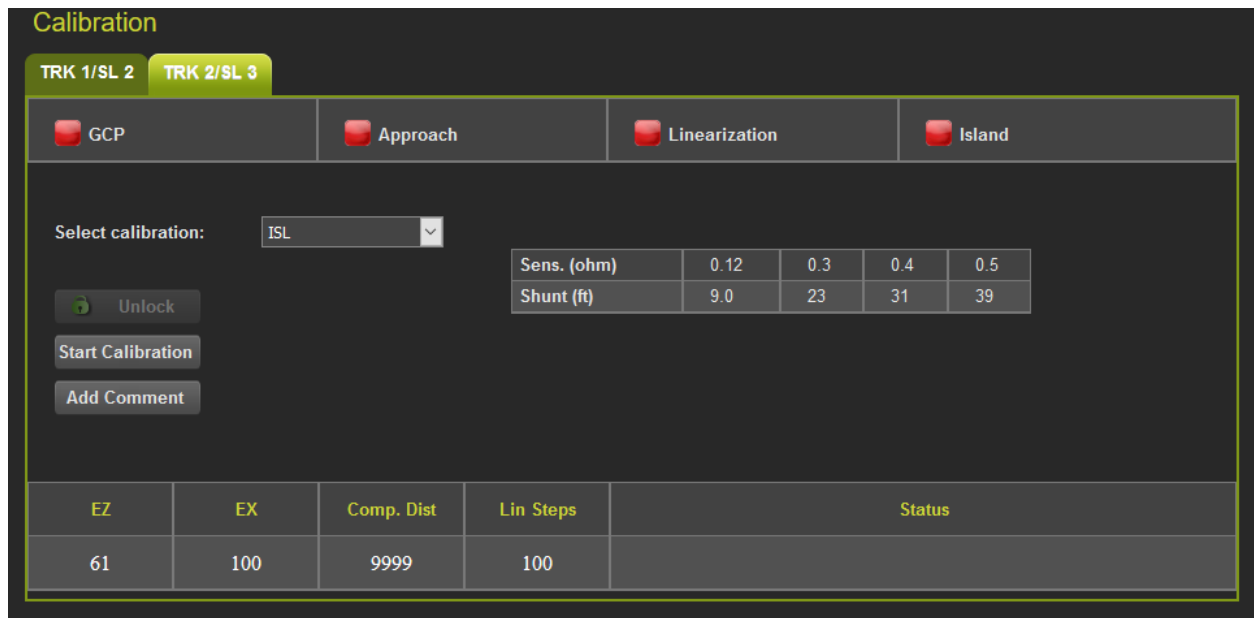 Calibration
TRK 1/SL 2 TRK 2/SL 3
GCP Approach Linearization Island
Select calibration: ISL
Sens. (ohm) 0.12 0.3 0.4 0.5
Shunt (ft) 9.0 23 31 39
Unlock
Start Calibration
Add Comment
EZ EX Comp. Dist Lin Steps Status
61 100 9999 100